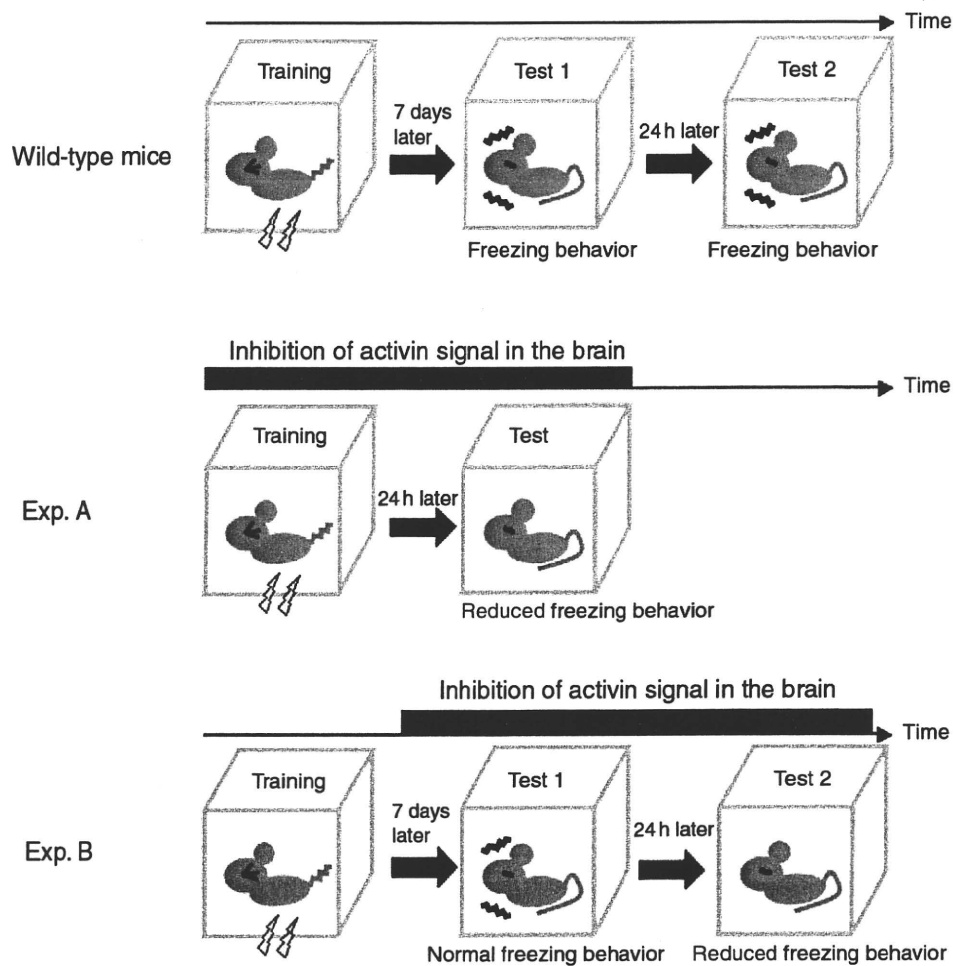 Time
Training
Test 1
Test 2
7 days
later
24 h later
Wild-type mice
Freezing behavior
Freezing behavior
Inhibition of activin signal in the brain
Time
Training
Test
24 h later
Exp. A
Reduced freezing behavior
Inhibition of activin signal in the brain
Time
Training
Test 1
Test 2
7 days
later
24 h later
Exp. B
Normal freezing behavior
Reduced freezing behavior